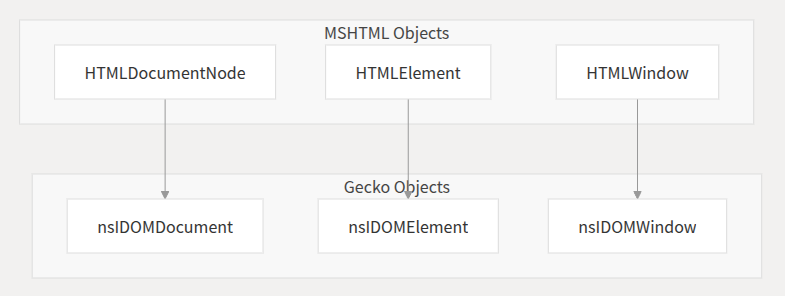 MSHTML Objects
HTMLDocumentNode
HTMLElement
HTMLWindow
Gecko Objects
nsIDOMDocument
nsIDOMElement
nsIDOMWindow